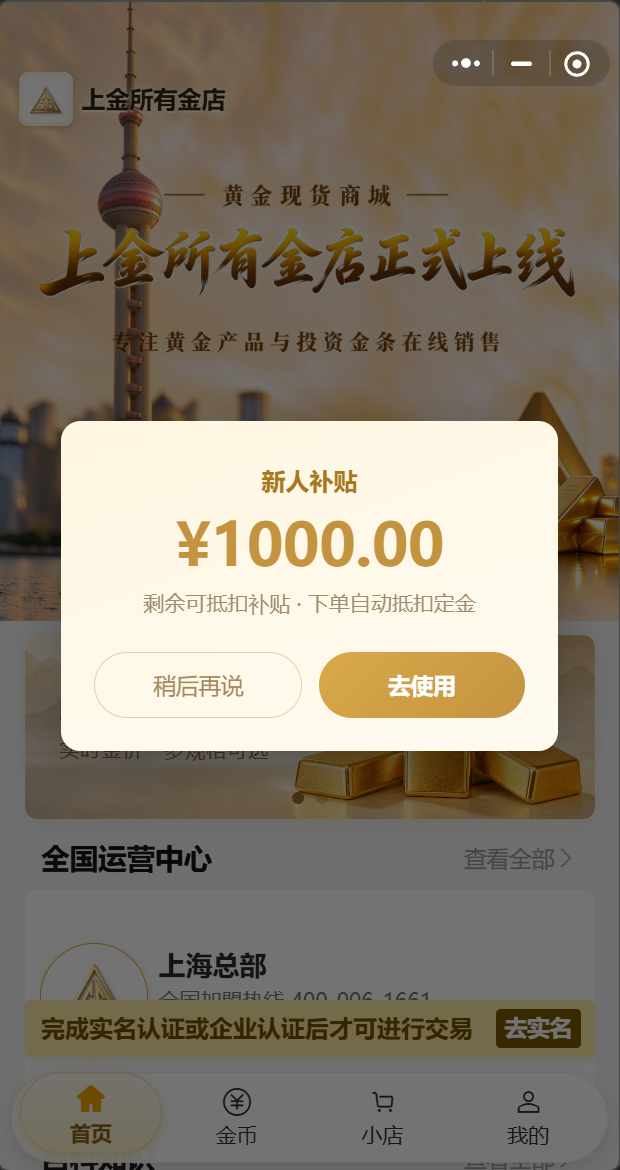 上金所有金店
黄金现货商城
上金所有金店正式上线
专注黄金产品与投资金条在线销售
新人补贴
¥1000.00
剩余可抵扣补贴 · 下单自动抵扣定金
稍后再说
去使用
实时金价 多规格可选
全国运营中心
查看全部
上海总部
全国加盟热线 400-006-1661
完成实名认证或企业认证后才可进行交易
去实名
首页
金币
小店
我的
查看全部